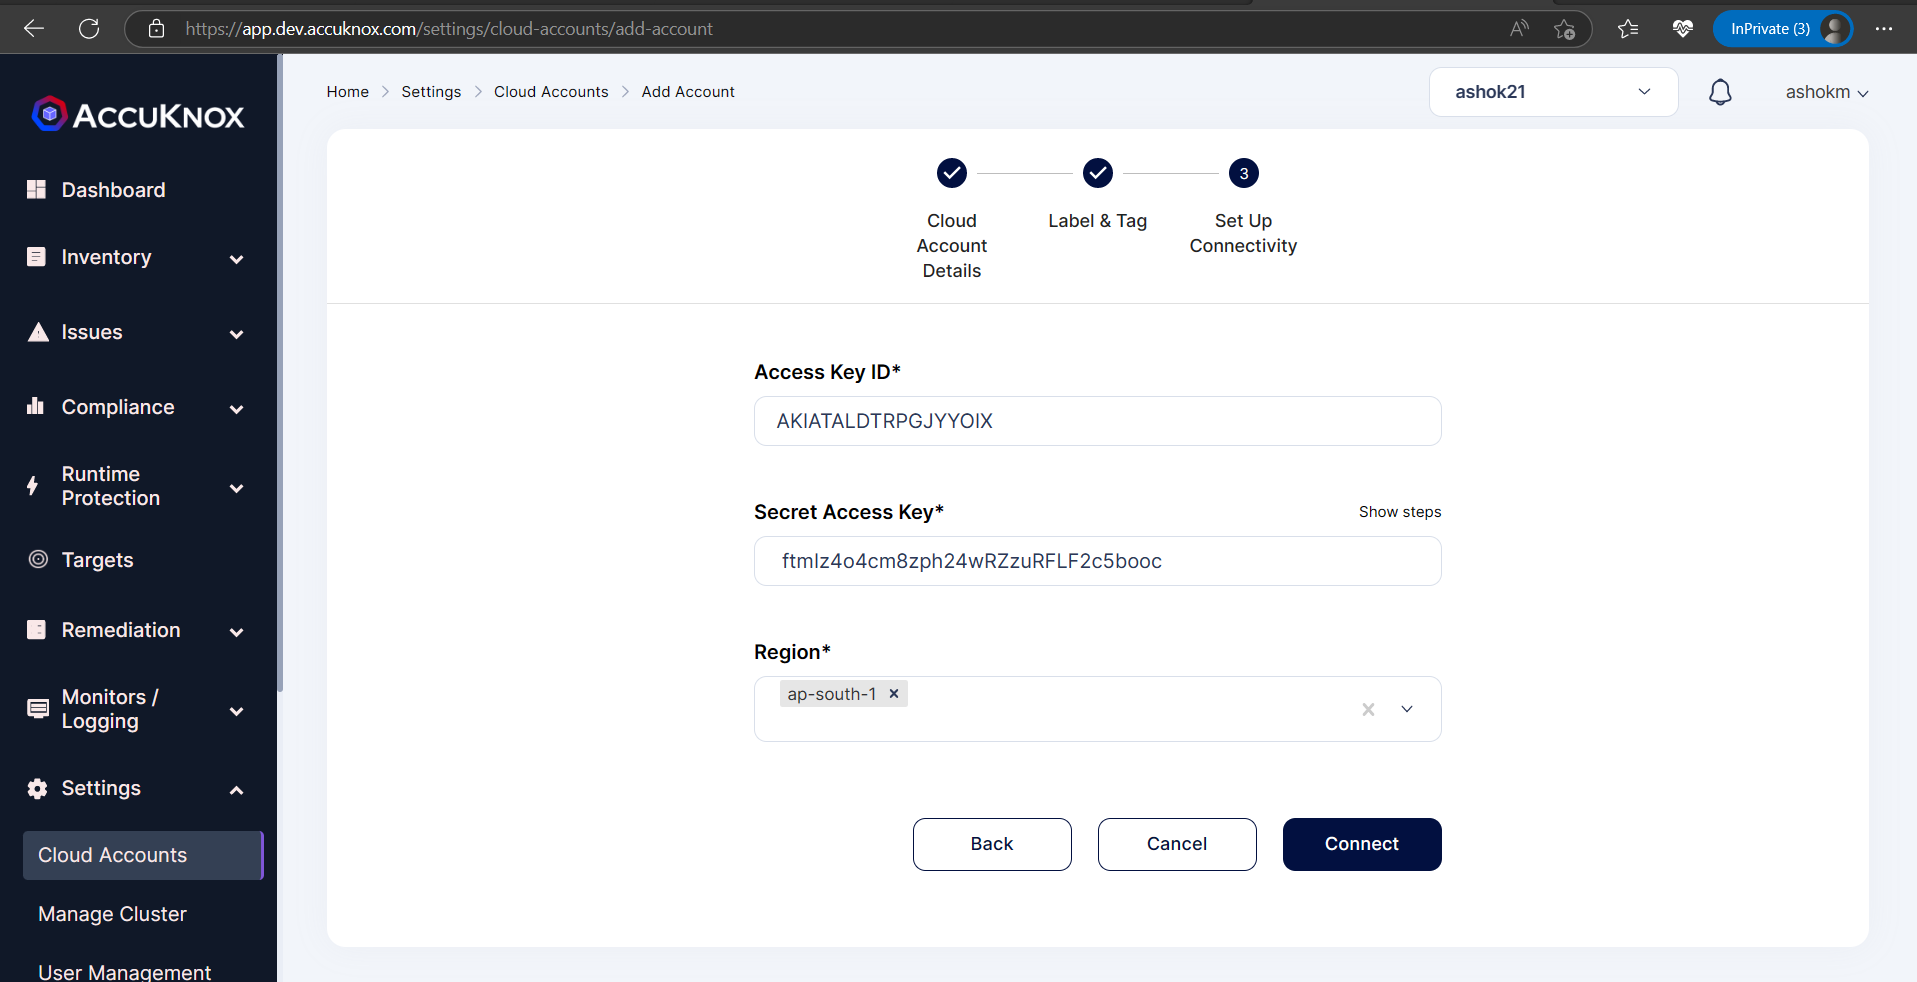 https://app.dev.accuknox.com/settings/cloud-accounts/add-account
InPrivate (3)
ACCUKNOX
Home > Settings > Cloud Accounts > Add Account
ashok21
ashokm
Dashboard
Inventory
Issues
Compliance
Runtime
Protection
Targets
Remediation
Monitors /
Logging
Settings
Cloud Accounts
Manage Cluster
User Management
Cloud
Account
Details
Label & Tag
3
Set Up
Connectivity
Access Key ID*
AKIATALDTRPGJYYOIX
Secret Access Key*
Show steps
ftmlz4o4cm8zph24wRZzuRFLF2c5booc
Region*
ap-south-1
Back
Cancel
Connect